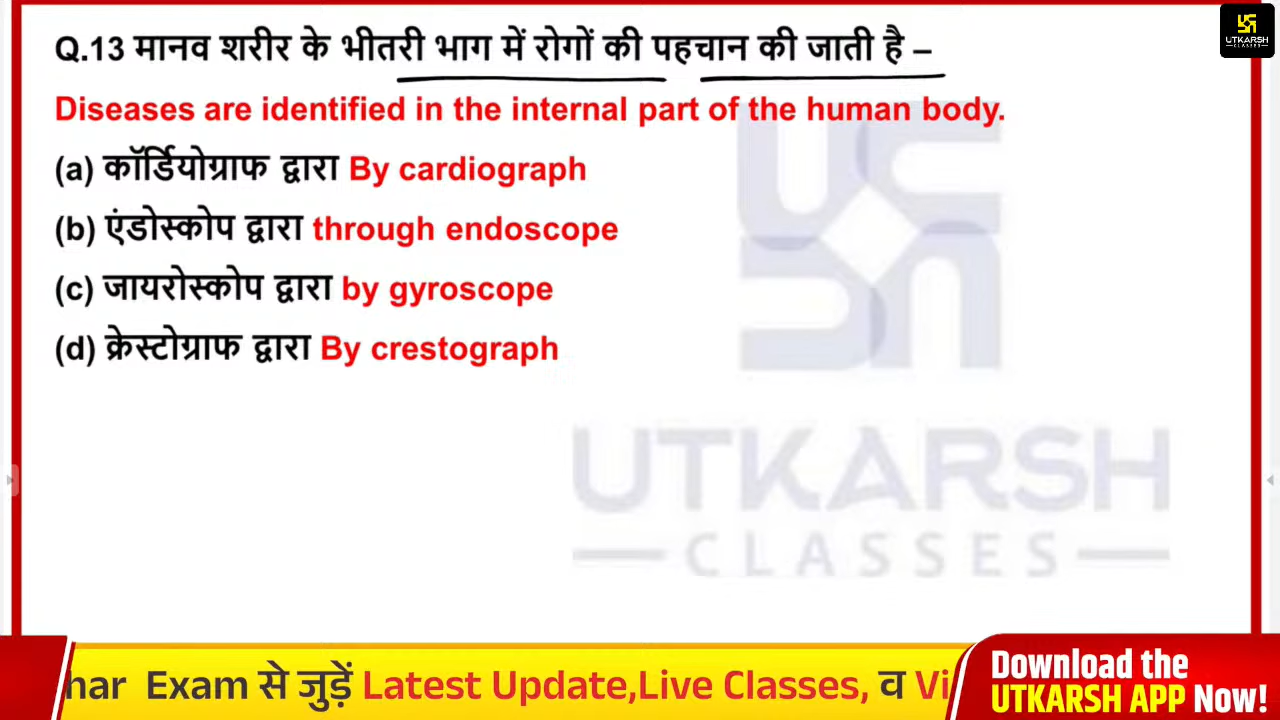 Q.13 मानव शरीर के भीतरी भाग में रोगों की पहचान की जाती है –
Diseases are identified in the internal part of the human body.
(a) कॉर्डियोग्राफ द्वारा By cardiograph
(b) एंडोस्कोप द्वारा through endoscope
(c) जायरोस्कोप द्वारा by gyroscope
(d) क्रेस्टोग्राफ द्वारा By crestograph
UTKARSH
CLASSES
UTKARSH
CLASSES
Exam से जुड़ें Latest Update,Live Classes, व
Download the
UTKARSH APP Now!